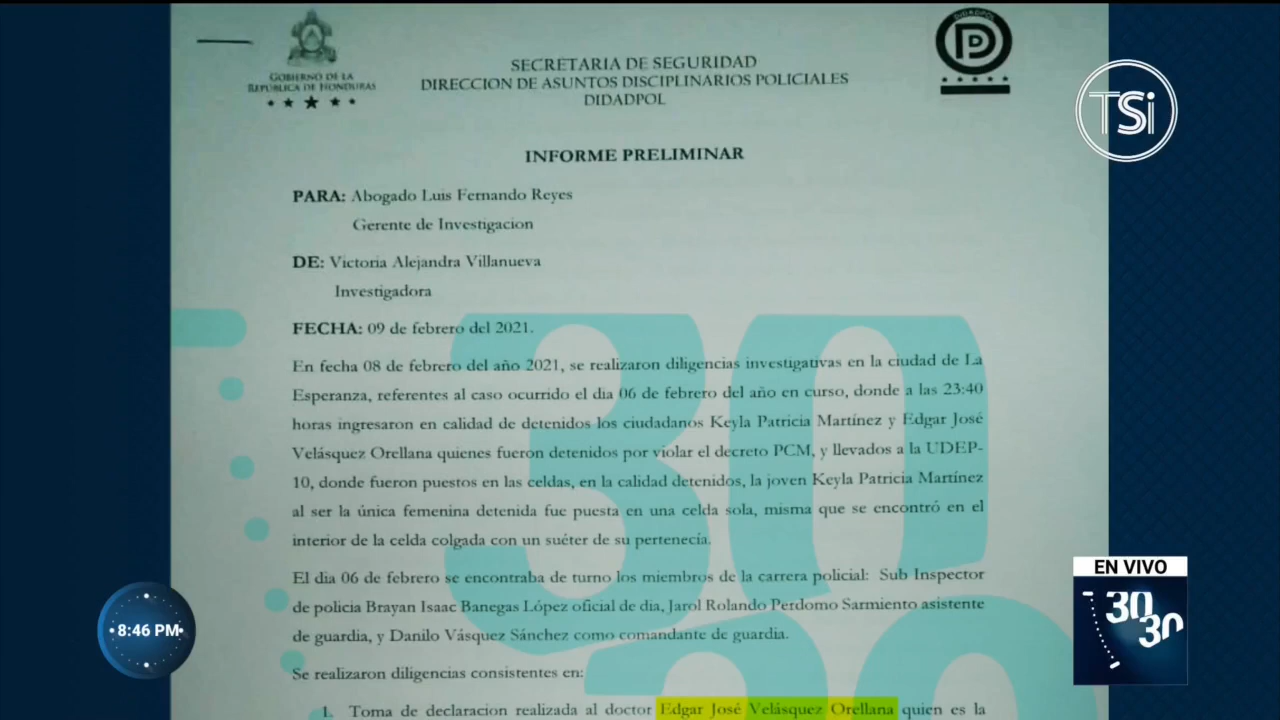 GOBIERNO DE LA
REPÚBLICA DE HONDURAS
SECRETARIA DE SEGURIDAD
DIRECCION DE ASUNTOS DISCIPLINARIOS POLICIALES
DIDADPOL
TSi
INFORME PRELIMINAR
PARA: Abogado Luis Fernando Reyes
Gerente de Investigacion
DE: Victoria Alejandra Villanueva
Investigadora
FECHA: 09 de febrero del 2021.
En fecha 08 de febrero del año 2021, se realizaron diligencias investigativas en la ciudad de La
Esperanza, referentes al caso ocurrido el dia 06 de febrero del año en curso, donde a las 23:40
horas ingresaron en calidad de detenidos los ciudadanos Keyla Patricia Martínez y Edgar José
Velásquez Orellana quienes fueron detenidos por violar el decreto PCM, y llevados a la UDEP-
10, donde fueron puestos en las celdas, en la calidad detenidos, la joven Keyla Patricia Martínez
al ser la única femenina detenida fue puesta en una celda sola, misma que se encontró en el
interior de la celda colgada con un suéter de su pertenecía.
El dia 06 de febrero se encontraba de turno los miembros de la carrera policial: Sub Inspector
de policia Brayan Isaac Banegas López oficial de dia, Jarol Rolando Perdomo Sarmiento asistente
de guardia, y Danilo Vásquez Sánchez como comandante de guardia.
Se realizaron diligencias consistentes en:
1. Toma de declaración realizada al doctor Edgar José Velásquez Orellana quien es la
8:46 PM
EN VIVO
30
30
30